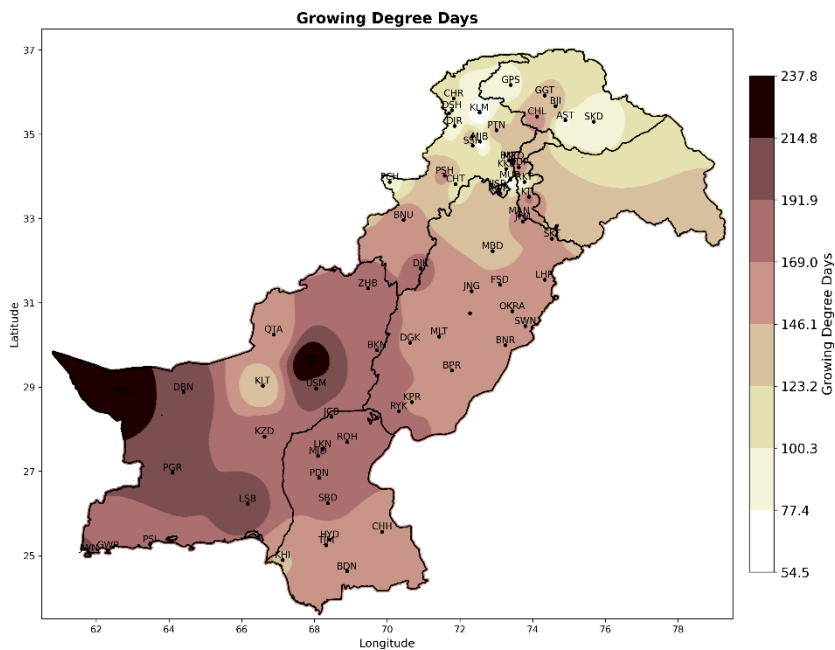 Growing Degree Days
37
35
33
31
29
27
25
Latitude
62
64
66
68
70
72
74
76
78
Longitude
GPS
CHR
GGT
BJI
DSH
KLM
CHL
AST
SKD
DIR
PTN
PSH
CHT
BNU
MBD
DIK
ZHB
LHR
JNG
FSD
OKRA
SWN
QTA
DGK
MLT
BKN
BNR
BPR
DBN
KLT
USM
KPR
RYK
JCB
KZD
ROH
LKN
MJD
PGR
PDN
LSB
SBD
CHH
HYD
PSI
GWR
KHI
BDN
237.8
214.8
191.9
169.0
146.1
123.2
100.3
77.4
54.5
Growing Degree Days